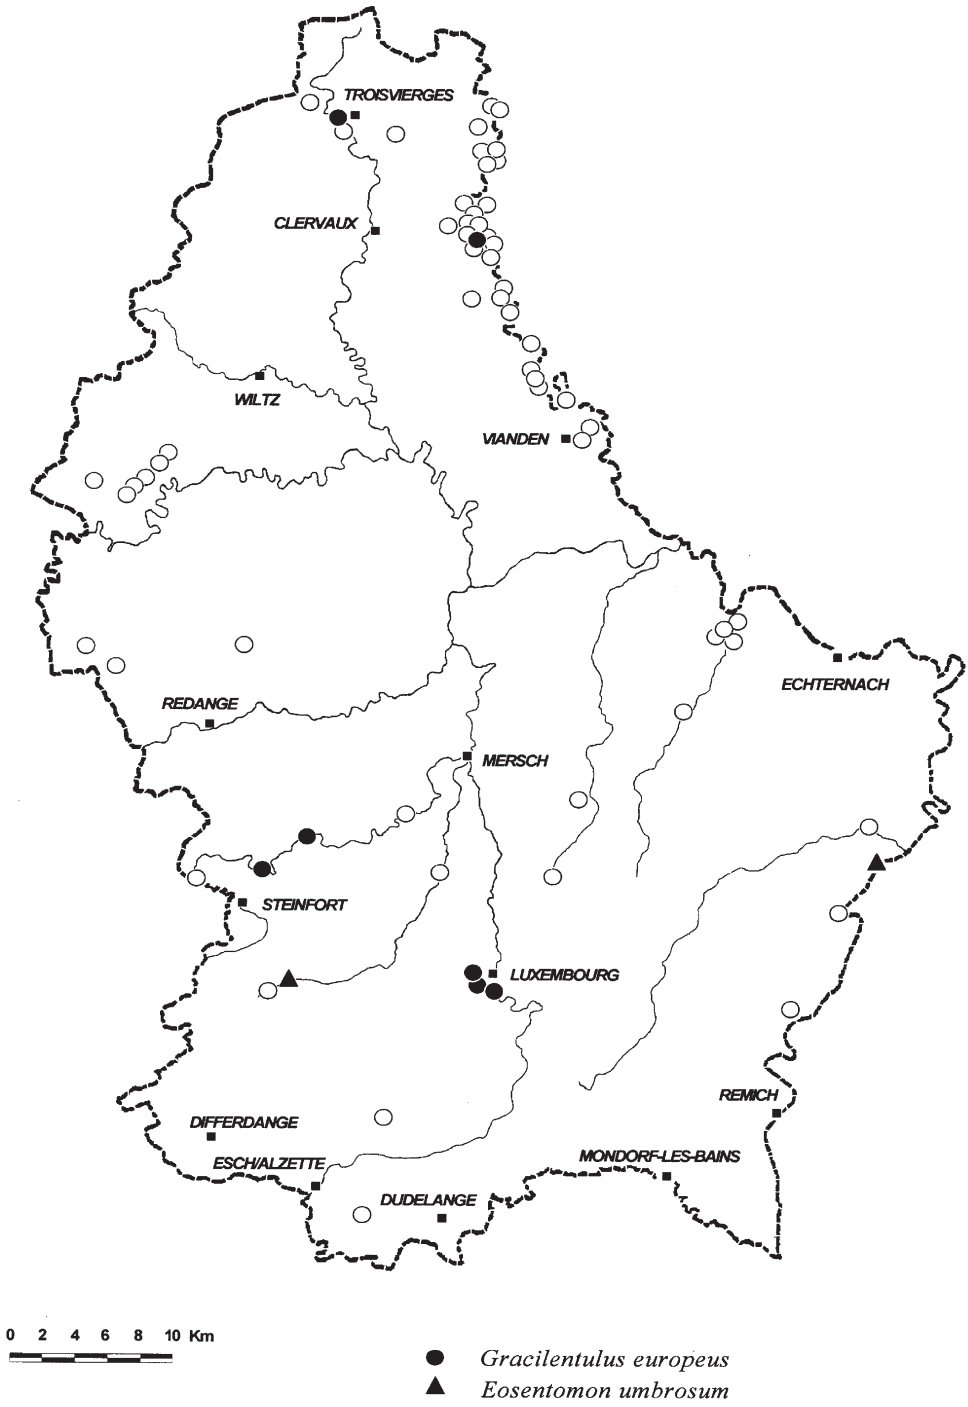 TROISVIERGES
CLERVAUX
WILTZ
VIANDEN
ECHTERNACH
REDANGE
MERSCH
STEINFORT
LUXEMBOURG
REMICH
DIFFERDANGE
MONDORF-LES-BAINS
ESCH/ALZETTE
DUDELANGE
0 2 4 6 8 10 Km
Gracilentulus europeus
Eosentomon umbrosum